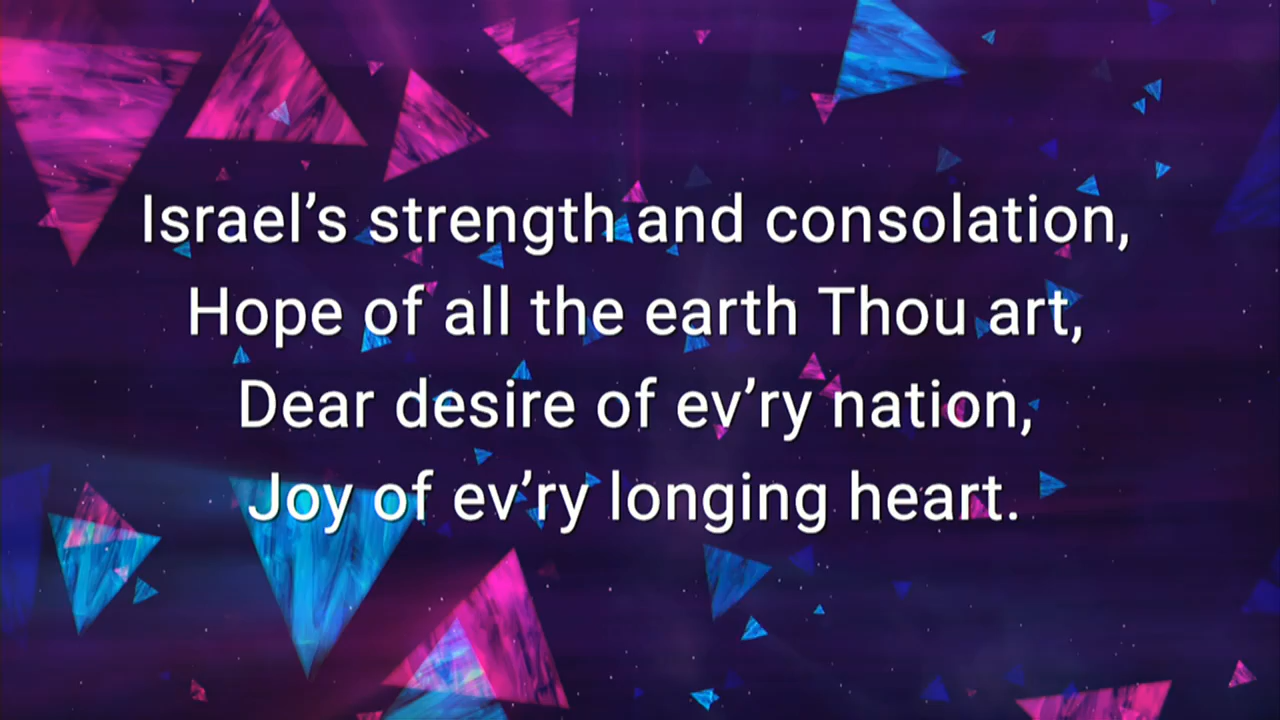 Israel’s strength and consolation,
Hope of all the earth Thou art,
Dear desire of ev’ry nation,
Joy of ev’ry longing heart.